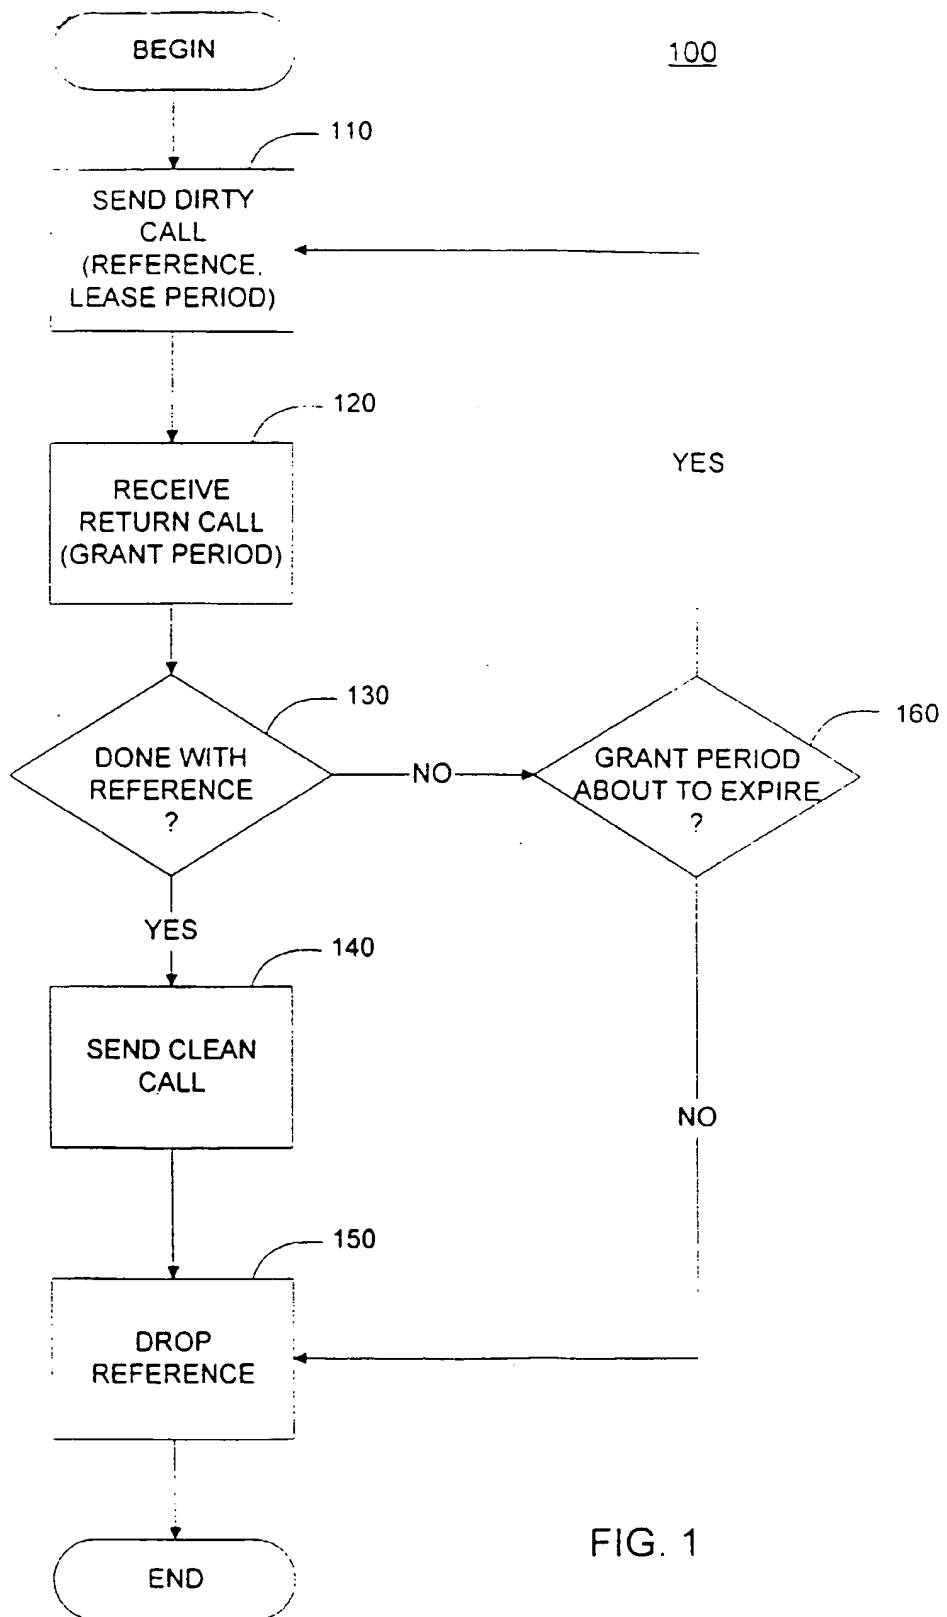 BEGIN
100
110
SEND DIRTY
CALL
(REFERENCE,
LEASE PERIOD)
120
RECEIVE
RETURN CALL
(GRANT PERIOD)
YES
130
DONE WITH
REFERENCE
?
NO
160
GRANT PERIOD
ABOUT TO EXPIRE
?
YES
140
SEND CLEAN
CALL
NO
150
DROP
REFERENCE
END
FIG. 1